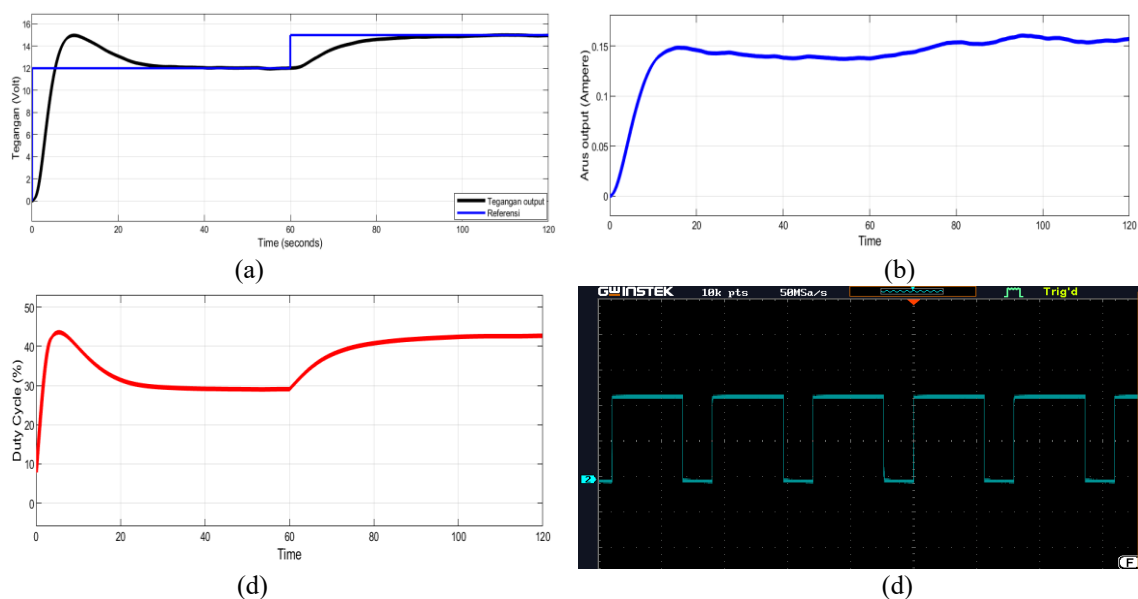 16
14
12
10
8
6
4
2
0
Tegangan (Volt)
0 20 40 60 80 100 120
Time (seconds)
Tegangan output
Referensi
(a)
0.15
0.1
0.05
0
Arus output (Ampere)
0 20 40 60 80 100 120
Time
(b)
50
40
30
20
10
0
Duty Cycle (%)
0 20 40 60 80 100 120
Time
(d)
GWINSTEK 10k pts 50MSa/s Trig'd
2
F
(d)